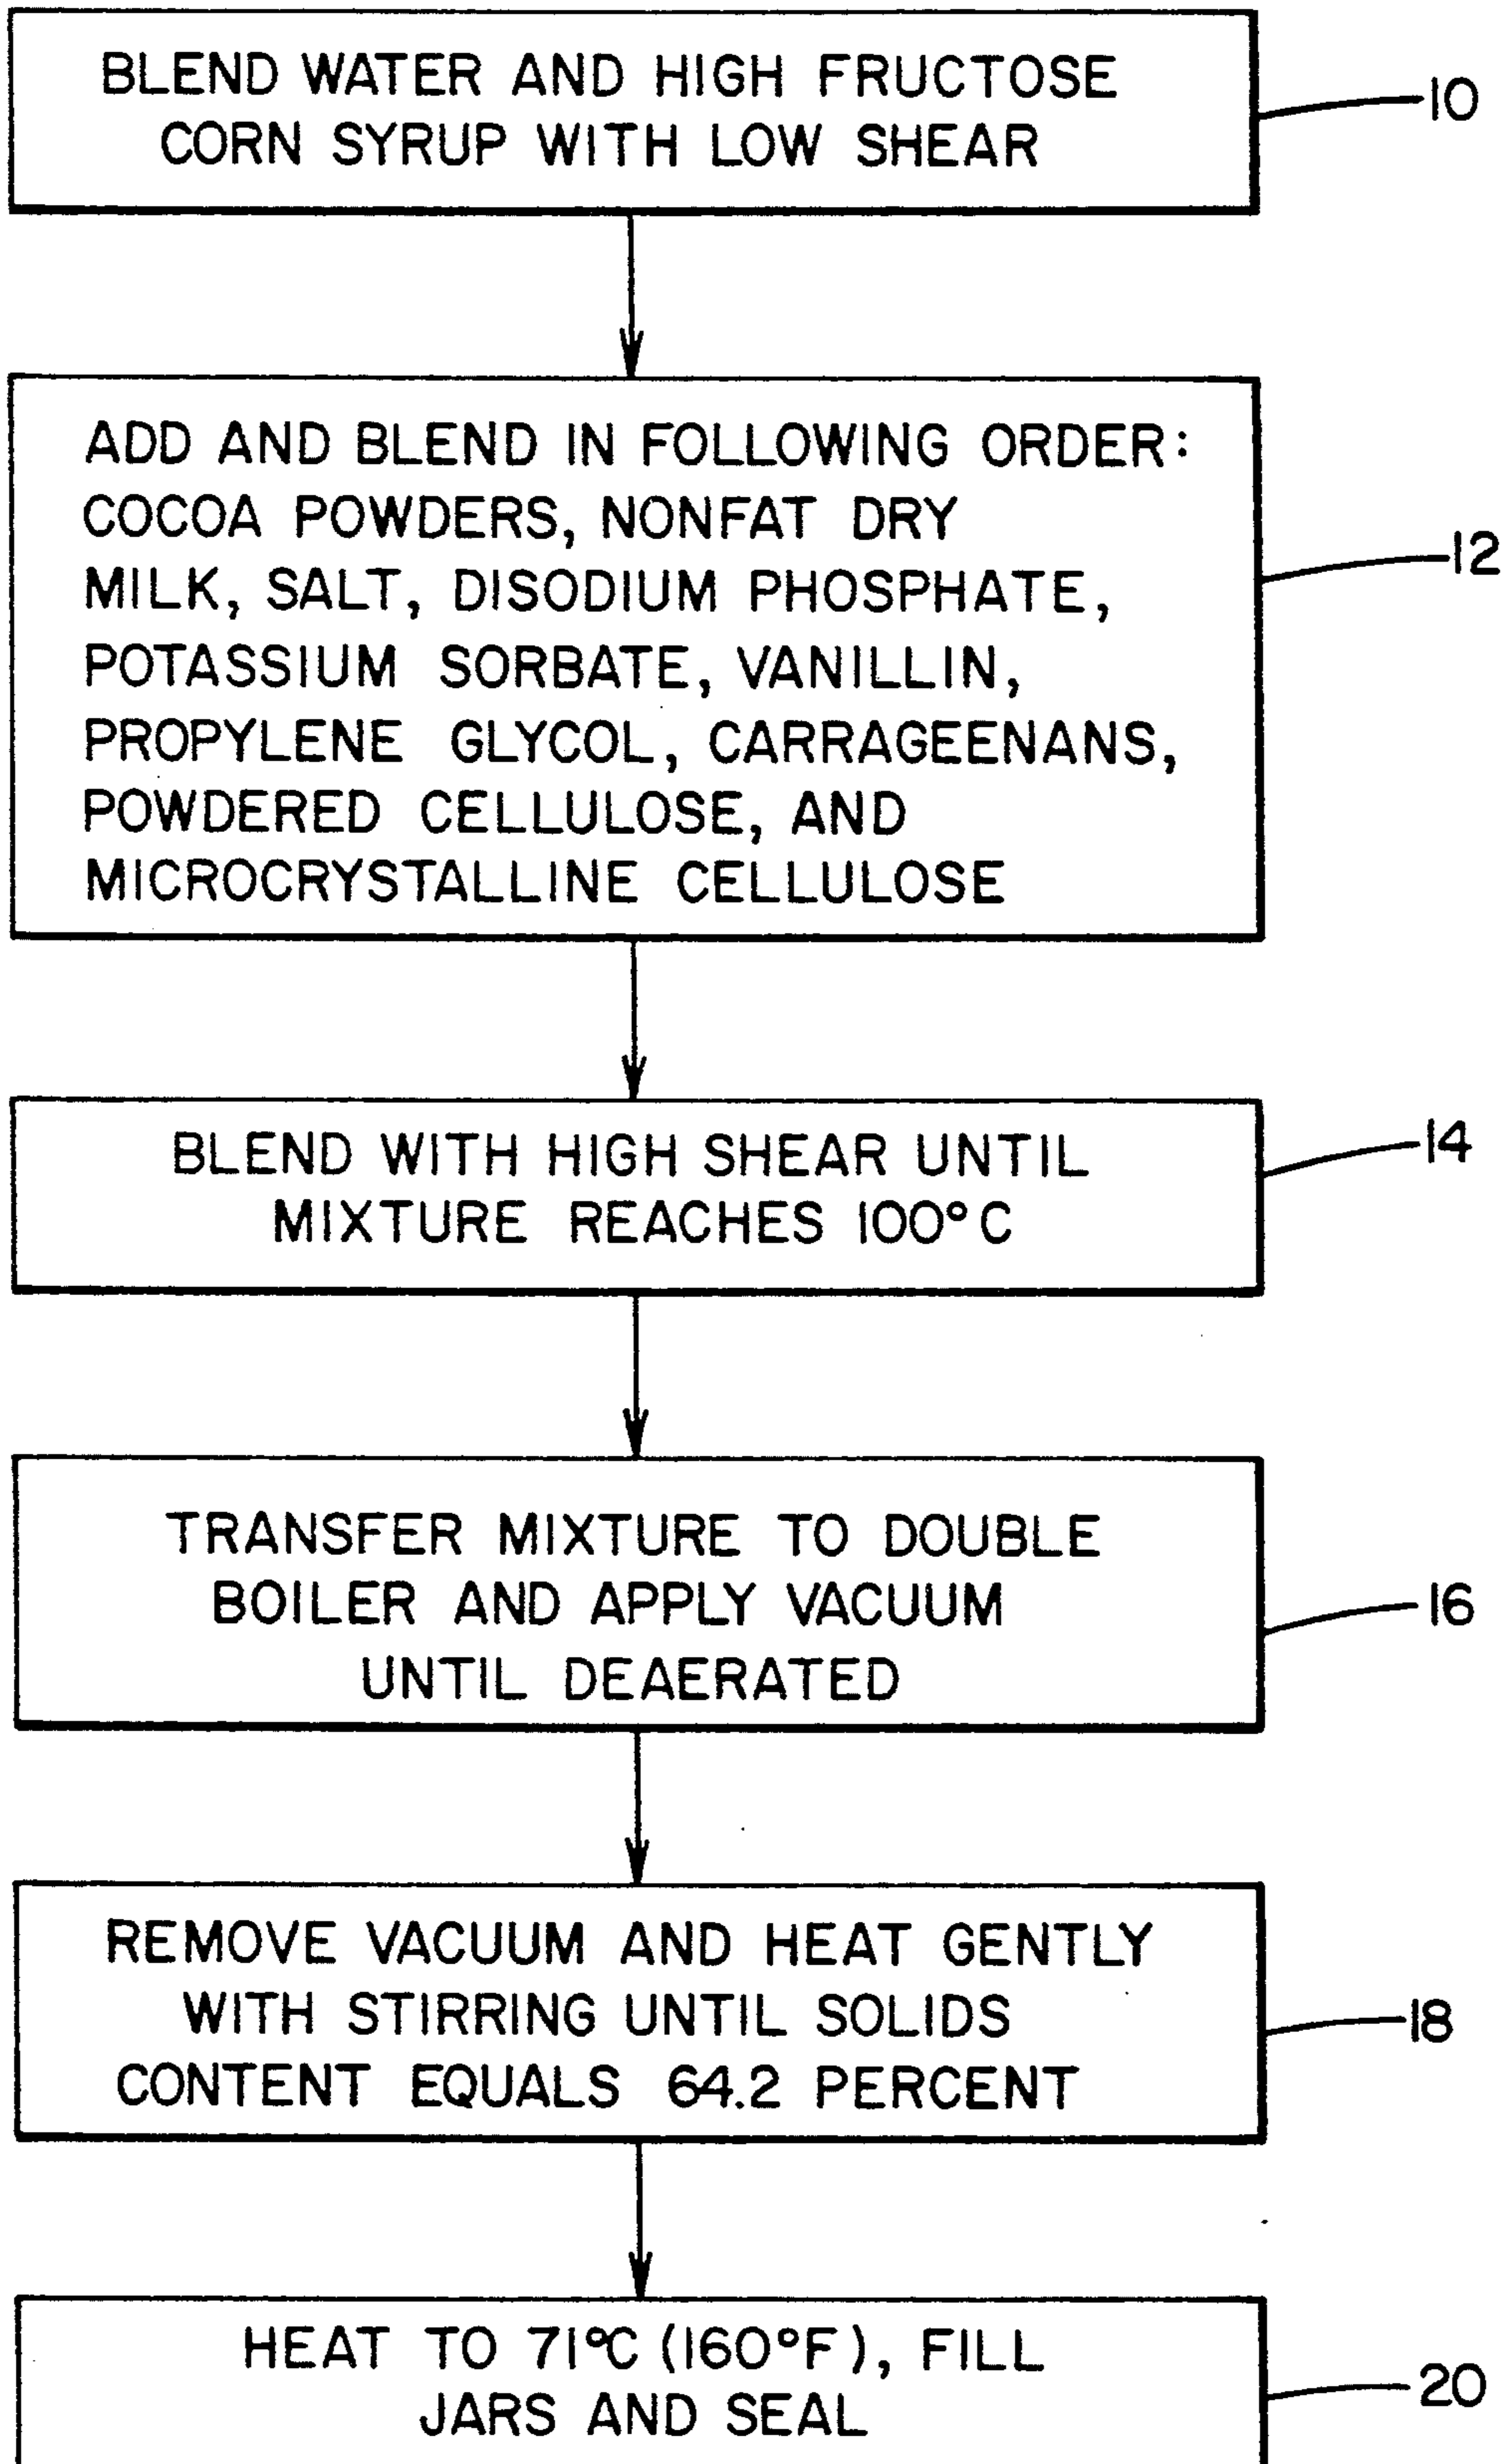 BLEND WATER AND HIGH FRUCTOSE
CORN SYRUP WITH LOW SHEAR
10
ADD AND BLEND IN FOLLOWING ORDER:
COCOA POWDERS, NONFAT DRY
MILK, SALT, DISODIUM PHOSPHATE,
POTASSIUM SORBATE, VANILLIN,
PROPYLENE GLYCOL, CARRAGEENANS,
POWDERED CELLULOSE, AND
MICROCRYSTALLINE CELLULOSE
12
BLEND WITH HIGH SHEAR UNTIL
MIXTURE REACHES 100°C
14
TRANSFER MIXTURE TO DOUBLE
BOILER AND APPLY VACUUM
UNTIL DEAERATED
16
REMOVE VACUUM AND HEAT GENTLY
WITH STIRRING UNTIL SOLIDS
CONTENT EQUALS 64.2 PERCENT
18
HEAT TO 71°C (160°F), FILL
JARS AND SEAL
20